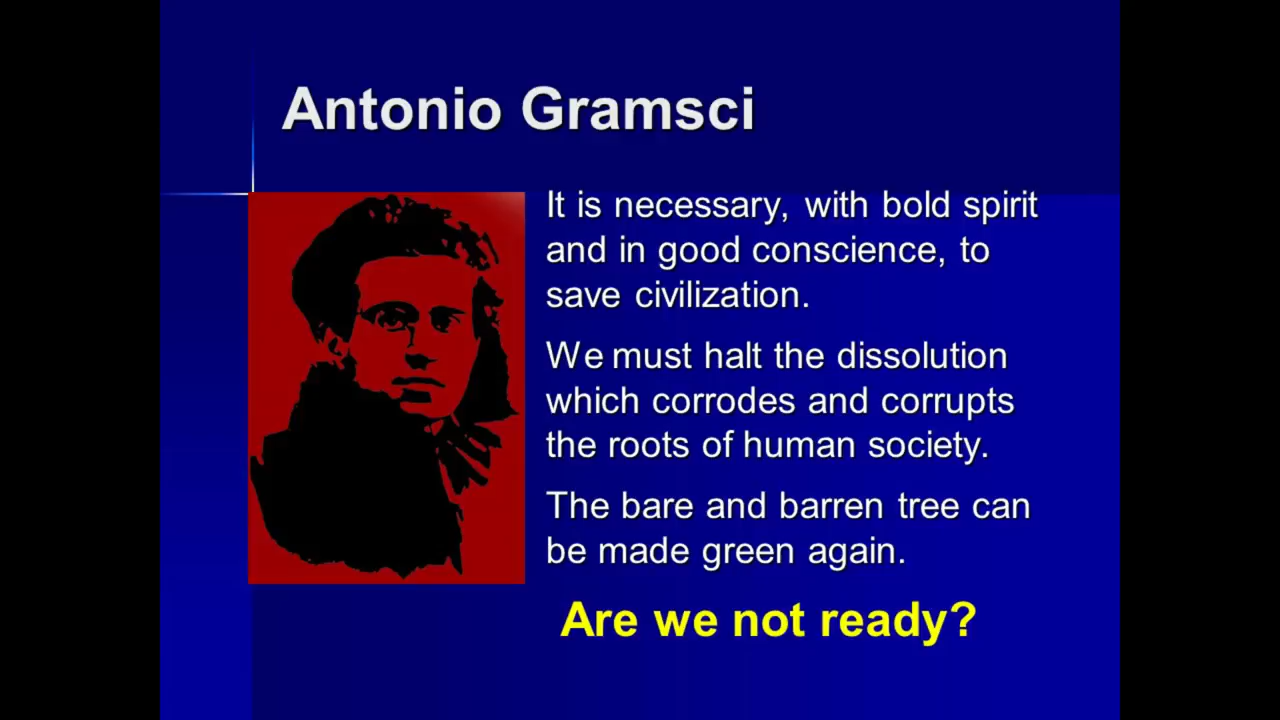 Antonio Gramsci
It is necessary, with bold spirit
and in good conscience, to
save civilization.
We must halt the dissolution
which corrodes and corrupts
the roots of human society.
The bare and barren tree can
be made green again.
Are we not ready?